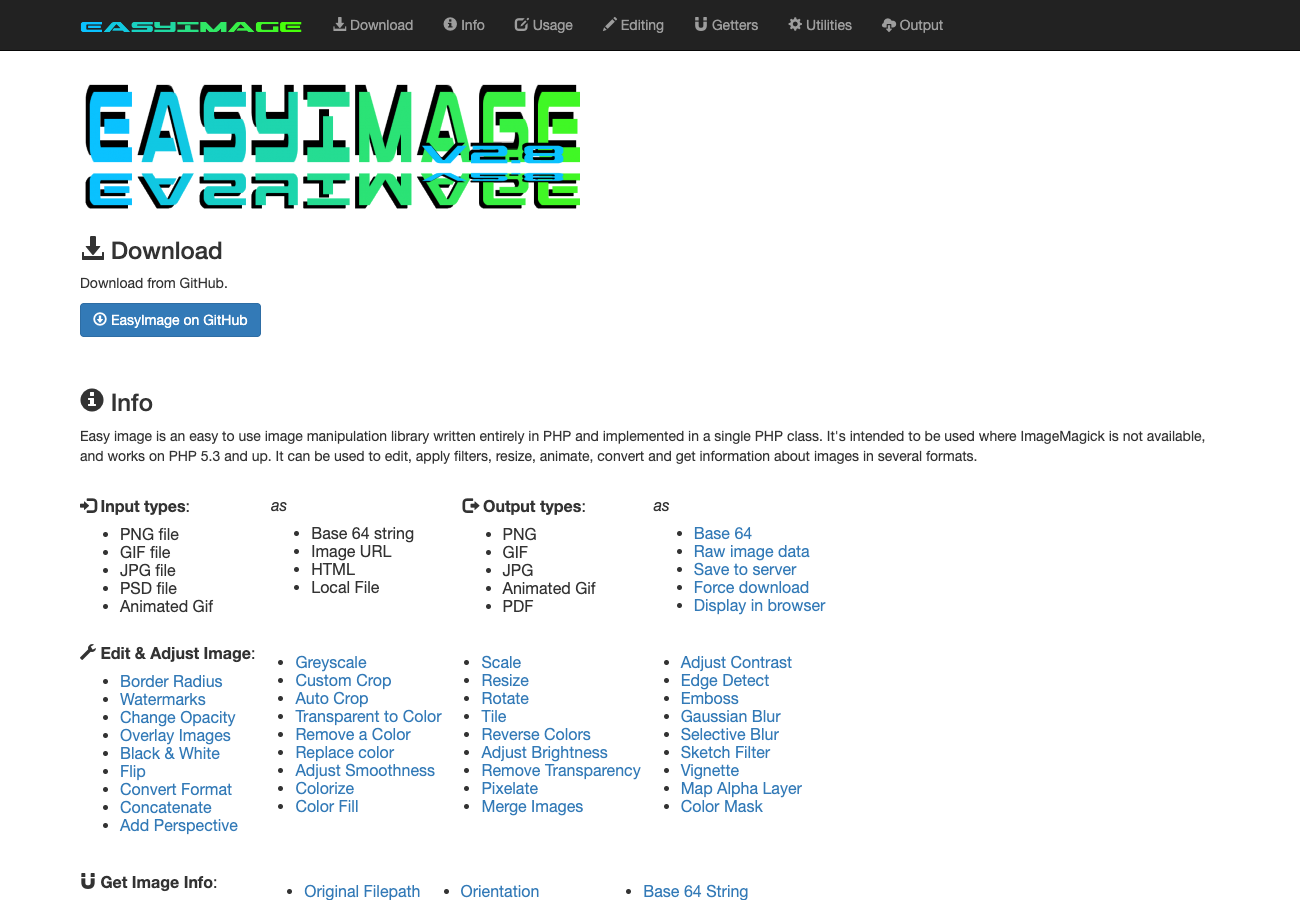 EASYIMAGE Download Info Usage Editing Getters Utilities Output
EASYIMAGE
V2.8
Download
Download from GitHub.
EasyImage on GitHub
Info
Easy image is an easy to use image manipulation library written entirely in PHP and implemented in a single PHP class. It's intended to be used where ImageMagick is not available,
and works on PHP 5.3 and up. It can be used to edit, apply filters, resize, animate, convert and get information about images in several formats.
Input types:
PNG file
GIF file
JPG file
PSD file
Animated Gif
as
Base 64 string
Image URL
HTML
Local File
Output types:
PNG
GIF
JPG
Animated Gif
PDF
as
Base 64
Raw image data
Save to server
Force download
Display in browser
Edit & Adjust Image:
Border Radius
Watermarks
Change Opacity
Overlay Images
Black & White
Flip
Convert Format
Concatenate
Add Perspective
Greyscale
Custom Crop
Auto Crop
Transparent to Color
Remove a Color
Replace color
Adjust Smoothness
Colorize
Color Fill
Scale
Resize
Rotate
Tile
Reverse Colors
Adjust Brightness
Remove Transparency
Pixelate
Merge Images
Adjust Contrast
Edge Detect
Emboss
Gaussian Blur
Selective Blur
Sketch Filter
Vignette
Map Alpha Layer
Color Mask
Get Image Info:
Original Filepath
Orientation
Base 64 String